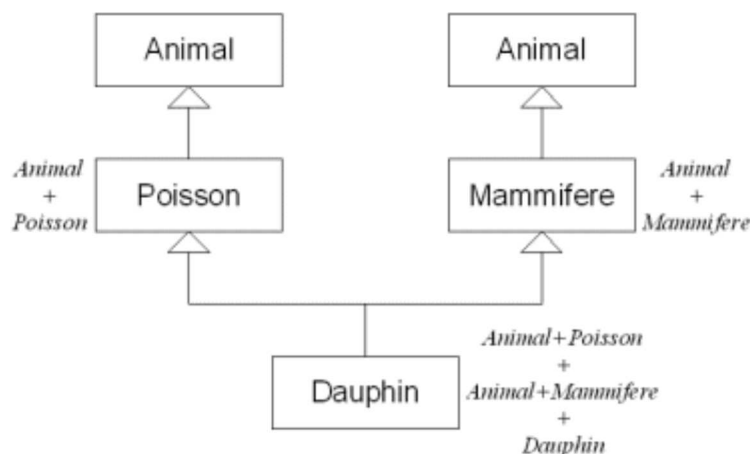 Animal
Animal
Animal
+
Poisson
Poisson
Mammifere
Animal
+
Mammifere
Dauphin
Animal+Poisson
+
Animal+Mammifere
+
Dauphin